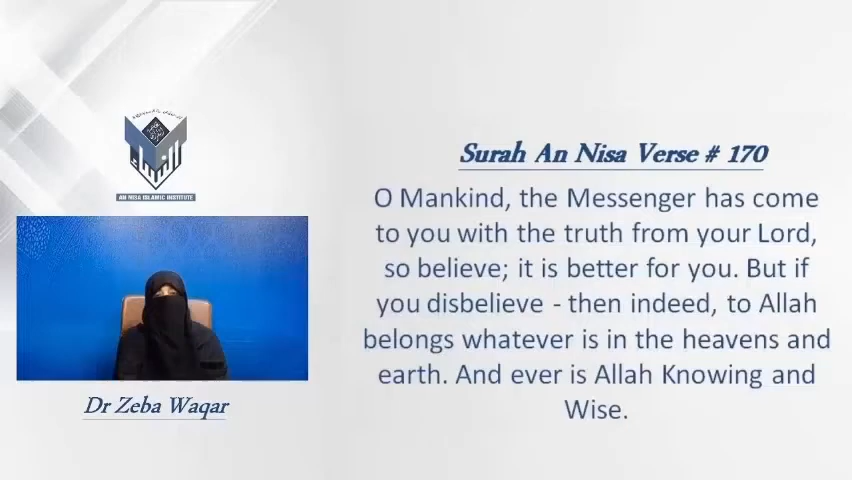 النساء
AN NISA ISLAMIC INSTITUTE
Dr Zeba Waqar
Surah An Nisa Verse # 170
O Mankind, the Messenger has come
to you with the truth from your Lord,
so believe; it is better for you. But if
you disbelieve - then indeed, to Allah
belongs whatever is in the heavens and
earth. And ever is Allah Knowing and
Wise.